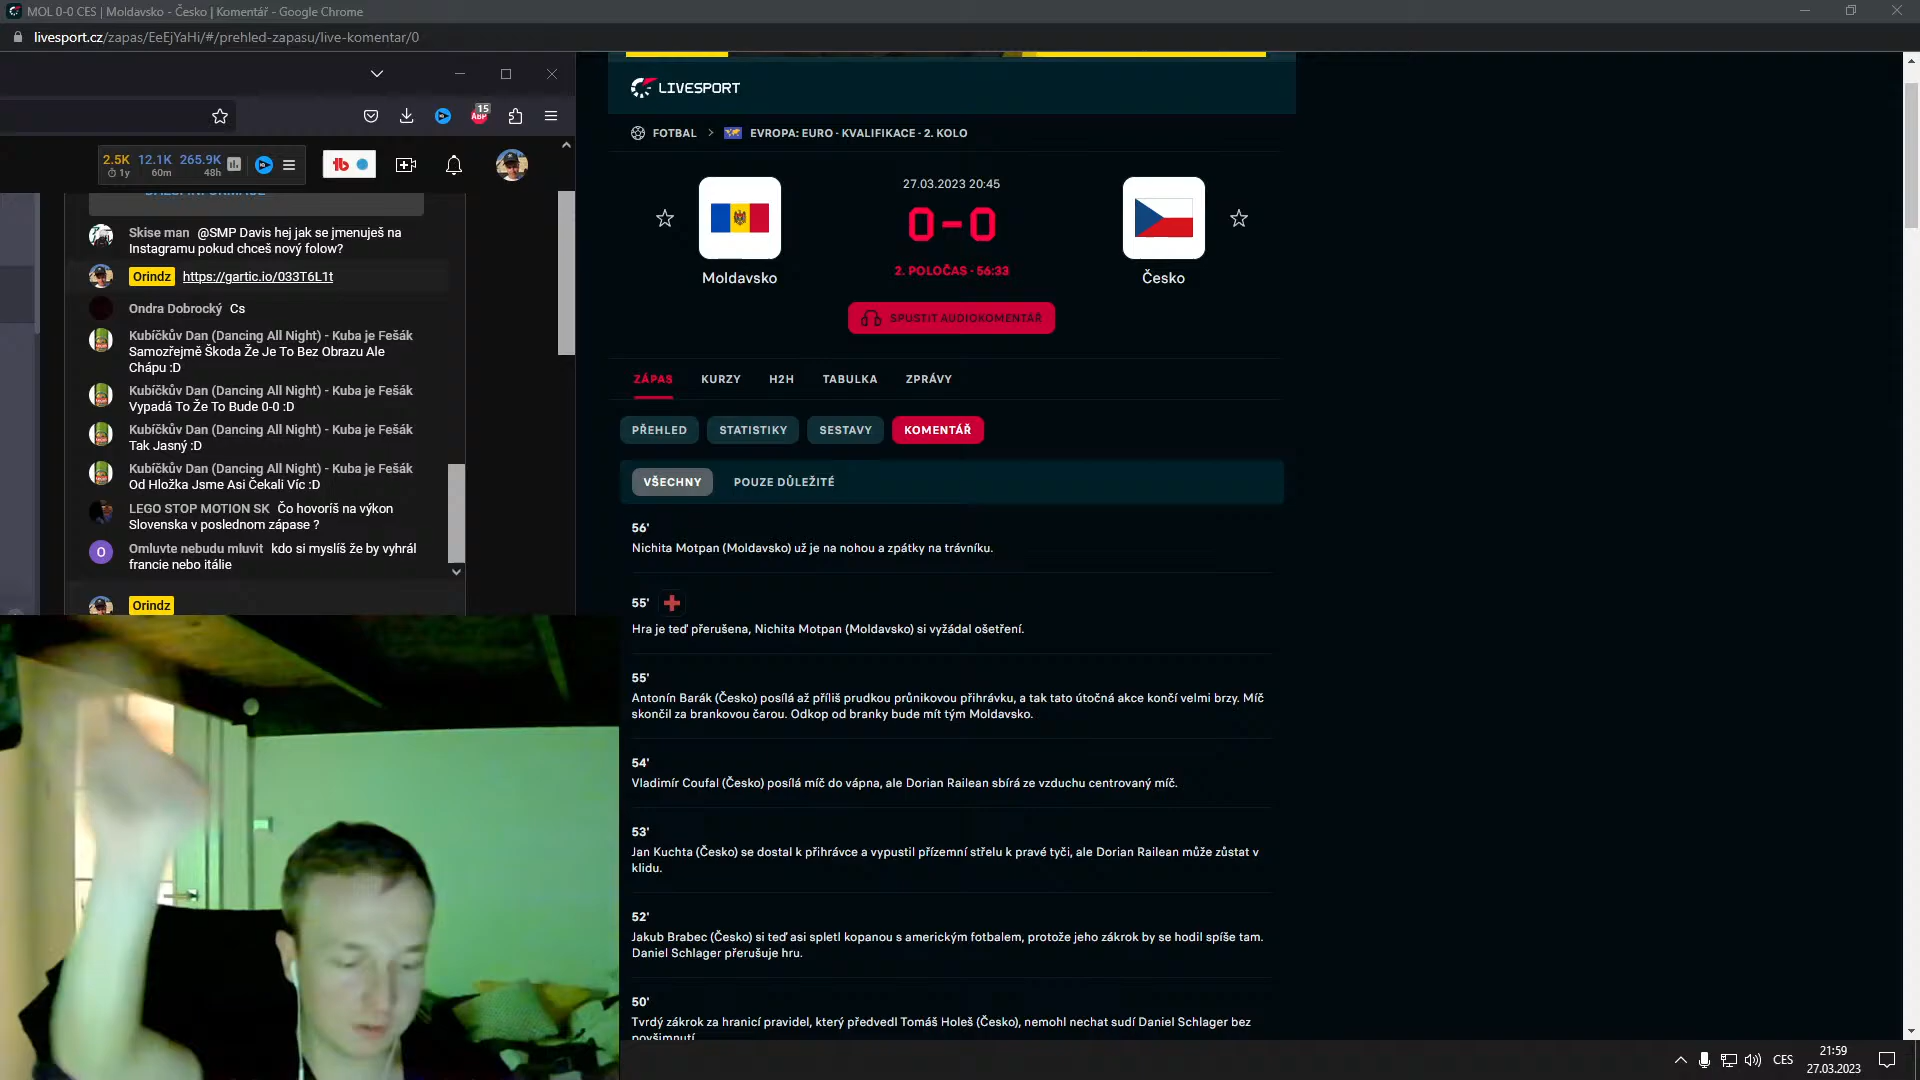 MOL 0-0 CES | Moldavsko - Česko | Komentář - Google Chrome
livesport.cz/zapas/EeEjYaHi/#/prehled-zapasu/live-komentar/0
15
ABP
2.5K 12.1K 265.9K
1y 60m 48h
Skise man @SMP Davis hej jak se jmenuješ na
Instagramu pokud chceš nový folow?
Orindz https://gartic.io/033T6L1t
Ondra Dobrocký Cs
Kubíčkův Dan (Dancing All Night) - Kuba je Fešák
Samozřejmě Škoda Že Je To Bez Obrazu Ale
Chápu :D
Kubíčkův Dan (Dancing All Night) - Kuba je Fešák
Vypadá To Že To Bude 0-0 :D
Kubíčkův Dan (Dancing All Night) - Kuba je Fešák
Tak Jasný :D
Kubíčkův Dan (Dancing All Night) - Kuba je Fešák
Od Hložka Jsme Asi Čekali Víc :D
LEGO STOP MOTION SK Čo hovoríš na výkon
Slovenska v poslednom zápase ?
O
Omluvte nebudu mluvit kdo si myslíš že by vyhrál
francie nebo itálie
Orindz
LIVESPORT
FOTBAL > EVROPA: EURO - KVALIFIKACE - 2. KOLO
27.03.2023 20:45
0-0
2. POLOČAS - 56:33
Moldavsko
Česko
SPUSTIT AUDIOKOMENTÁŘ
ZÁPAS KURZY H2H TABULKA ZPRÁVY
PŘEHLED STATISTIKY SESTAVY KOMENTÁŘ
VŠECHNY POUZE DŮLEŽITÉ
56'
Nichita Motpan (Moldavsko) už je na nohou a zpátky na trávníku.
55'
Hra je teď přerušena, Nichita Motpan (Moldavsko) si vyžádal ošetření.
55'
Antonín Barák (Česko) posílá až příliš prudkou průnikovou přihrávku, a tak tato útočná akce končí velmi brzy. Míč
skončil za brankovou čarou. Odkop od branky bude mít tým Moldavsko.
54'
Vladimír Coufal (Česko) posílá míč do vápna, ale Dorian Railean sbírá ze vzduchu centrovaný míč.
53'
Jan Kuchta (Česko) se dostal k přihrávce a vypustil přízemní střelu k pravé tyči, ale Dorian Railean může zůstat v
klidu.
52'
Jakub Brabec (Česko) si teď asi spletl kopanou s americkým fotbalem, protože jeho zákrok by se hodil spíše tam.
Daniel Schlager přerušuje hru.
50'
Tvrdý zákrok za hranicí pravidel, který předvedl Tomáš Holeš (Česko), nemohl nechat sudí Daniel Schlager bez
povšimnutí.
CES
21:59
27.03.2023